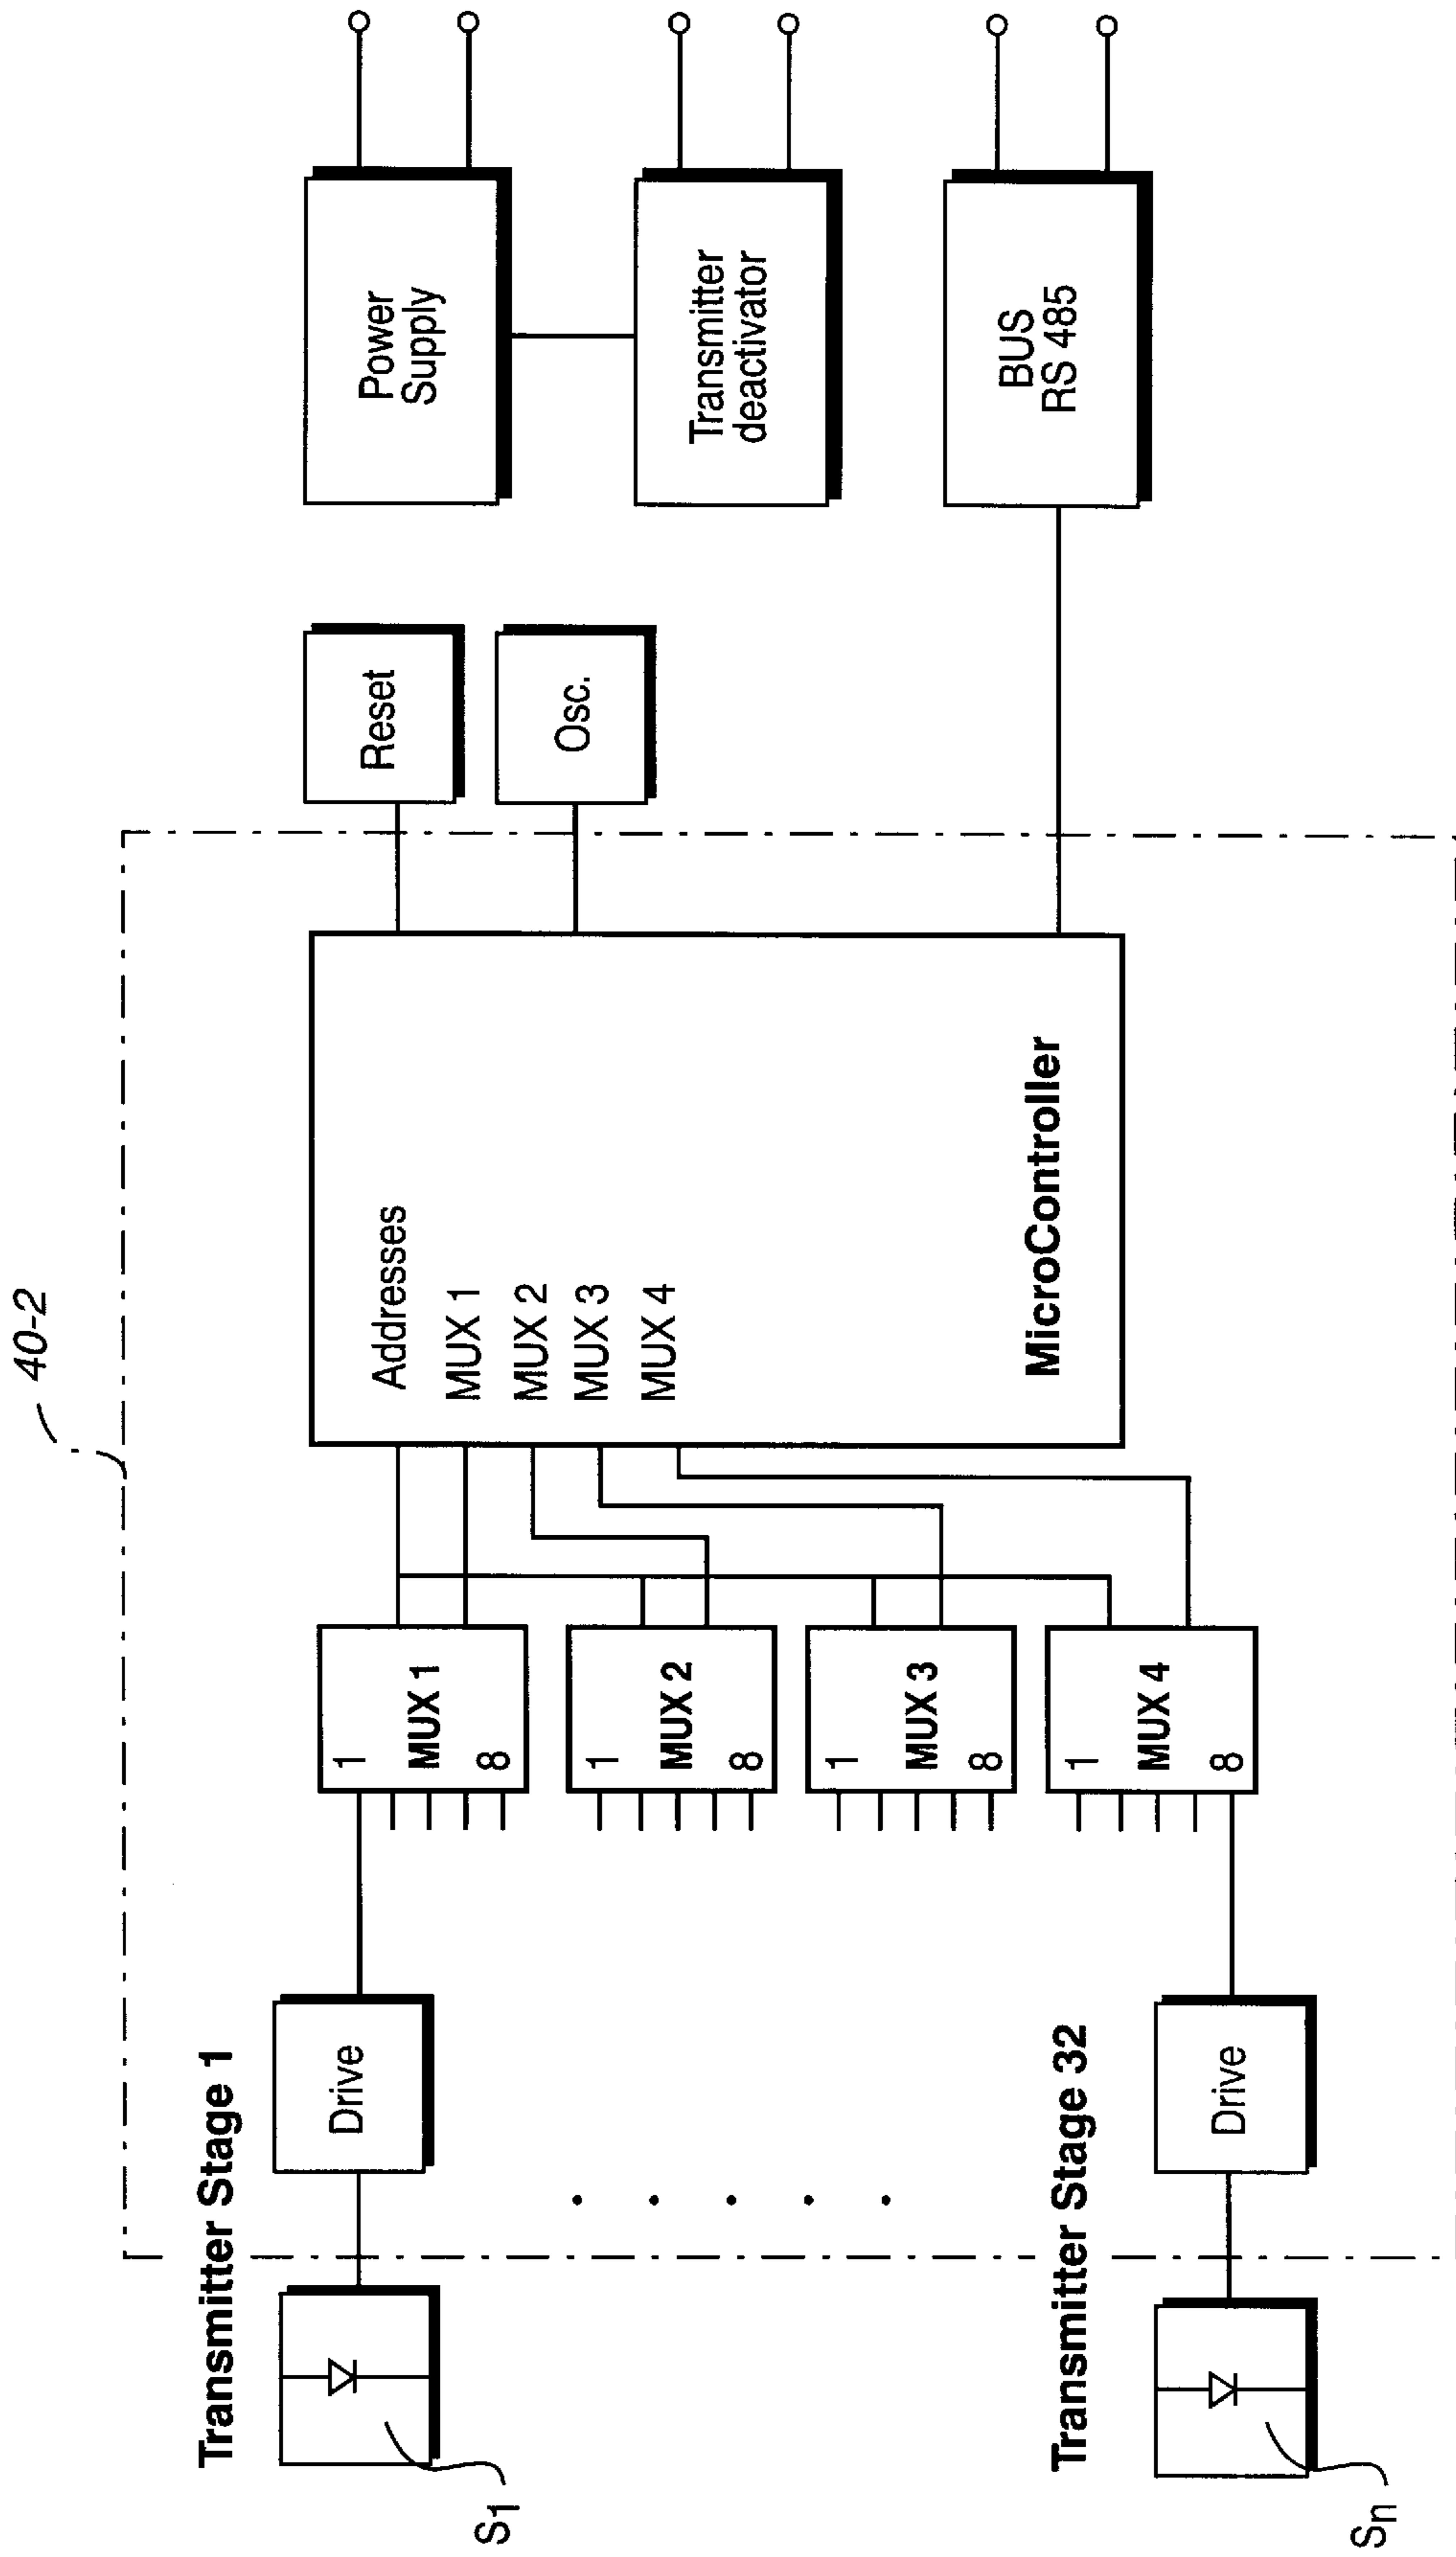 40-2
Transmitter Stage 1
S1
Drive
1
MUX 1
8
1
MUX 2
8
1
MUX 3
8
1
MUX 4
8
Transmitter Stage 32
Sn
Drive
Addresses
MUX 1
MUX 2
MUX 3
MUX 4
MicroController
Reset
Osc.
Power
Supply
Transmitter
deactivator
BUS
RS 485